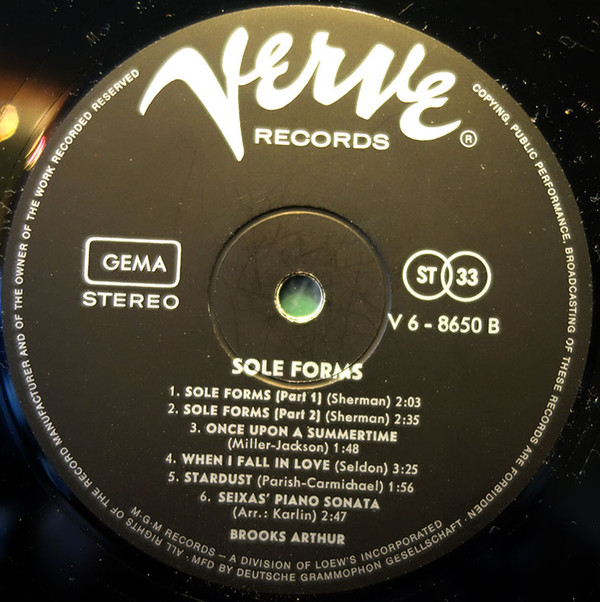 Verve
RECORDS
®
GEMA
STEREO
ST 33
V 6 - 8650 B
SOLE FORMS
1. SOLE FORMS (Part 1) (Sherman) 2:03
2. SOLE FORMS (Part 2) (Sherman) 2:35
3. ONCE UPON A SUMMERTIME
(Miller-Jackson) 1:48
4. WHEN I FALL IN LOVE (Seldon) 3:25
5. STARDUST (Parish-Carmichael) 1:56
6. SEIXAS' PIANO SONATA
(Arr.: Karlin) 2:47
BROOKS ARTHUR
M·G·M RECORDS – A DIVISION OF LOEW'S INCORPORATED
· ALL RIGHTS OF THE RECORD MANUFACTURER AND OF THE OWNER OF THE WORK RECORDED RESERVED
COPYING, PUBLIC PERFORMANCE, BROADCASTING OF THESE RECORDS ARE FORBIDDEN
· MFD BY DEUTSCHE GRAMMOPHON GESELLSCHAFT ·